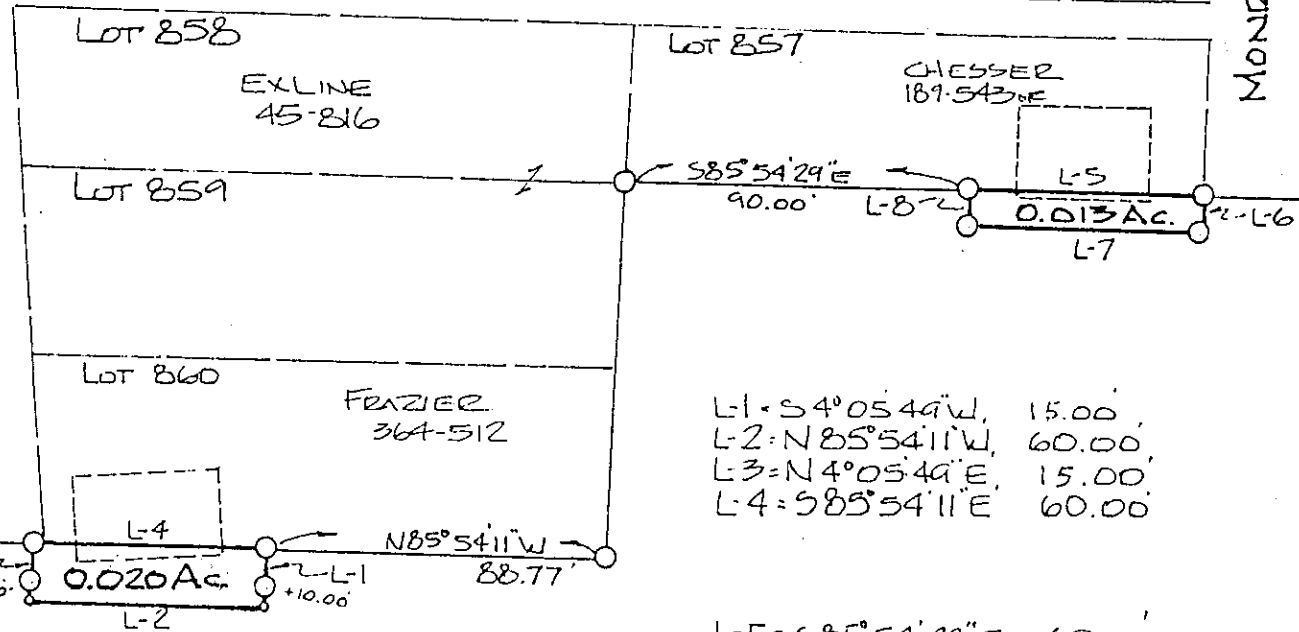 LOT 858
LOT 857
EXLINE
45-816
CHESSER
189-543
LOT 859
S85°54'29"E
90.00'
L-8
L-5
0.013 AC.
L-6
L-7
LOT 860
FRAZIER
364-512
L-1 = S4°05'49"W, 15.00'
L-2 = N85°54'11"W, 60.00'
L-3 = N4°05'49"E, 15.00'
L-4 = S85°54'11"E 60.00'
L-4
N85°54'11"W
88.77'
0.020 AC.
L-1
+10.00'
L-2